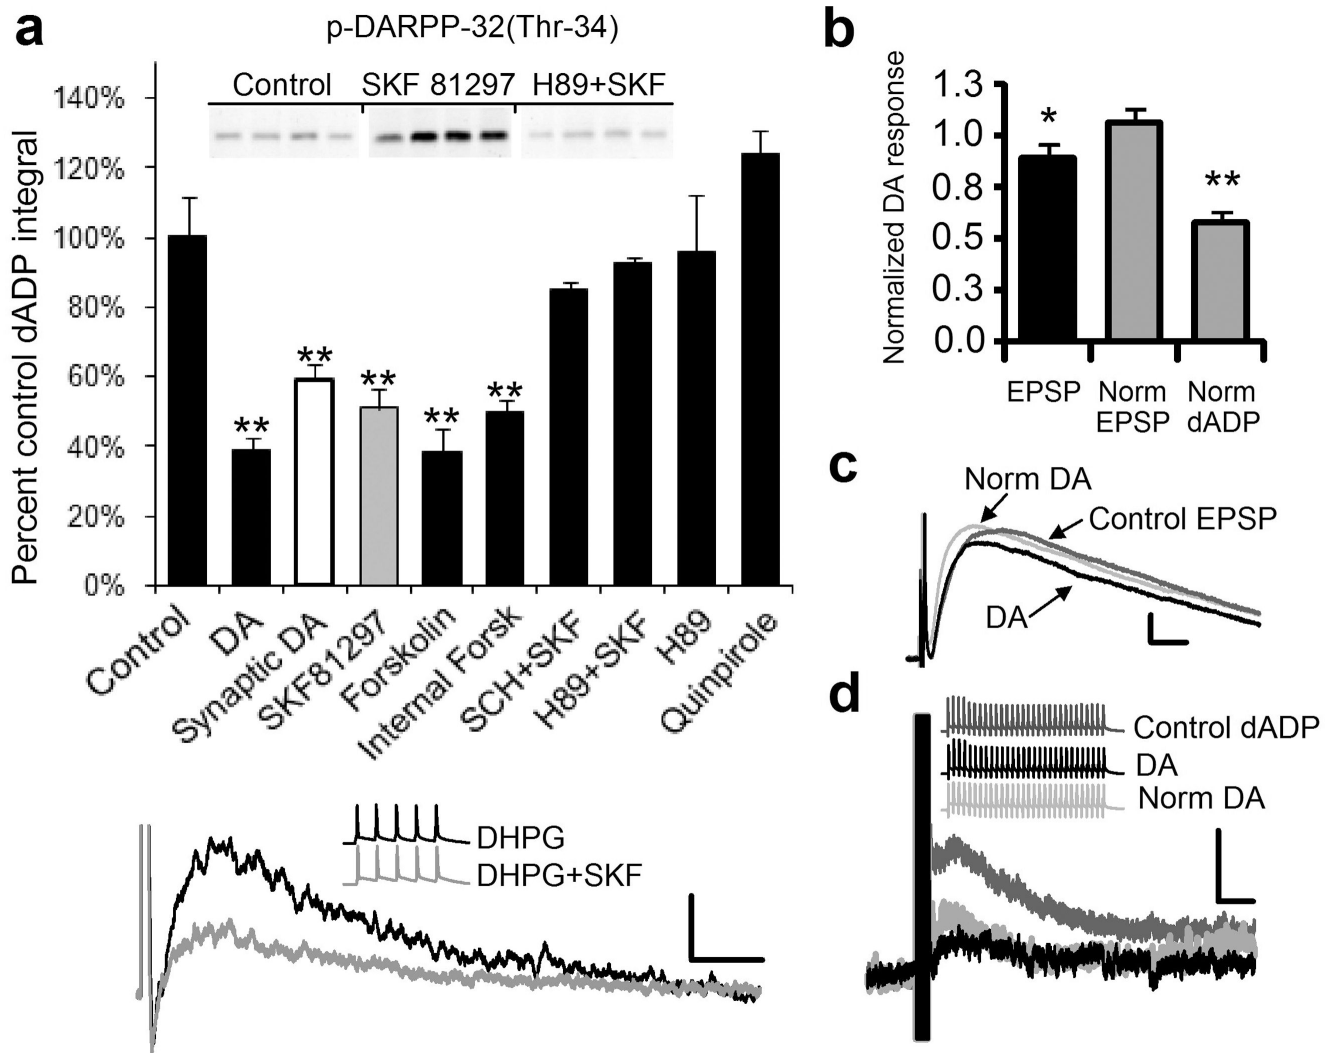 a
p-DARPP-32(Thr-34)
Control SKF 81297 H89+SKF
Percent control dADP integral
140%
120%
100%
80%
60%
40%
20%
0%
**
**
**
**
**
Control
DA
Synaptic DA
SKF81297
Forskolin
Internal Forsk
SCH+SKF
H89+SKF
H89
Quinpirole
DHPG
DHPG+SKF
b
Normalized DA response
1.3
1.0
0.8
0.5
0.3
0.0
*
**
EPSP
Norm
EPSP
Norm
dADP
c
Norm DA
Control EPSP
DA
d
Control dADP
DA
Norm DA